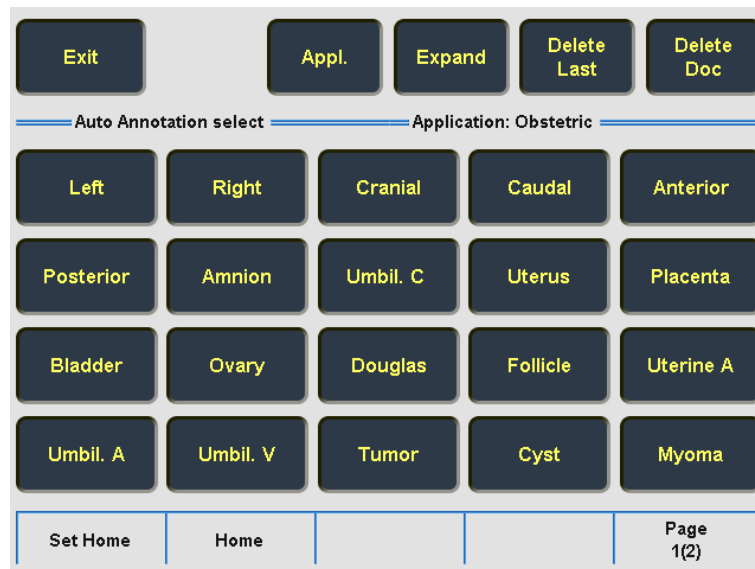 Exit
Appl.
Expand
Delete
Last
Delete
Doc
Auto Annotation select
Application: Obstetric
Left
Right
Cranial
Caudal
Anterior
Posterior
Amnion
Umbil. C
Uterus
Placenta
Bladder
Ovary
Douglas
Follicle
Uterine A
Umbil. A
Umbil. V
Tumor
Cyst
Myoma
Set Home
Home
Page
1(2)